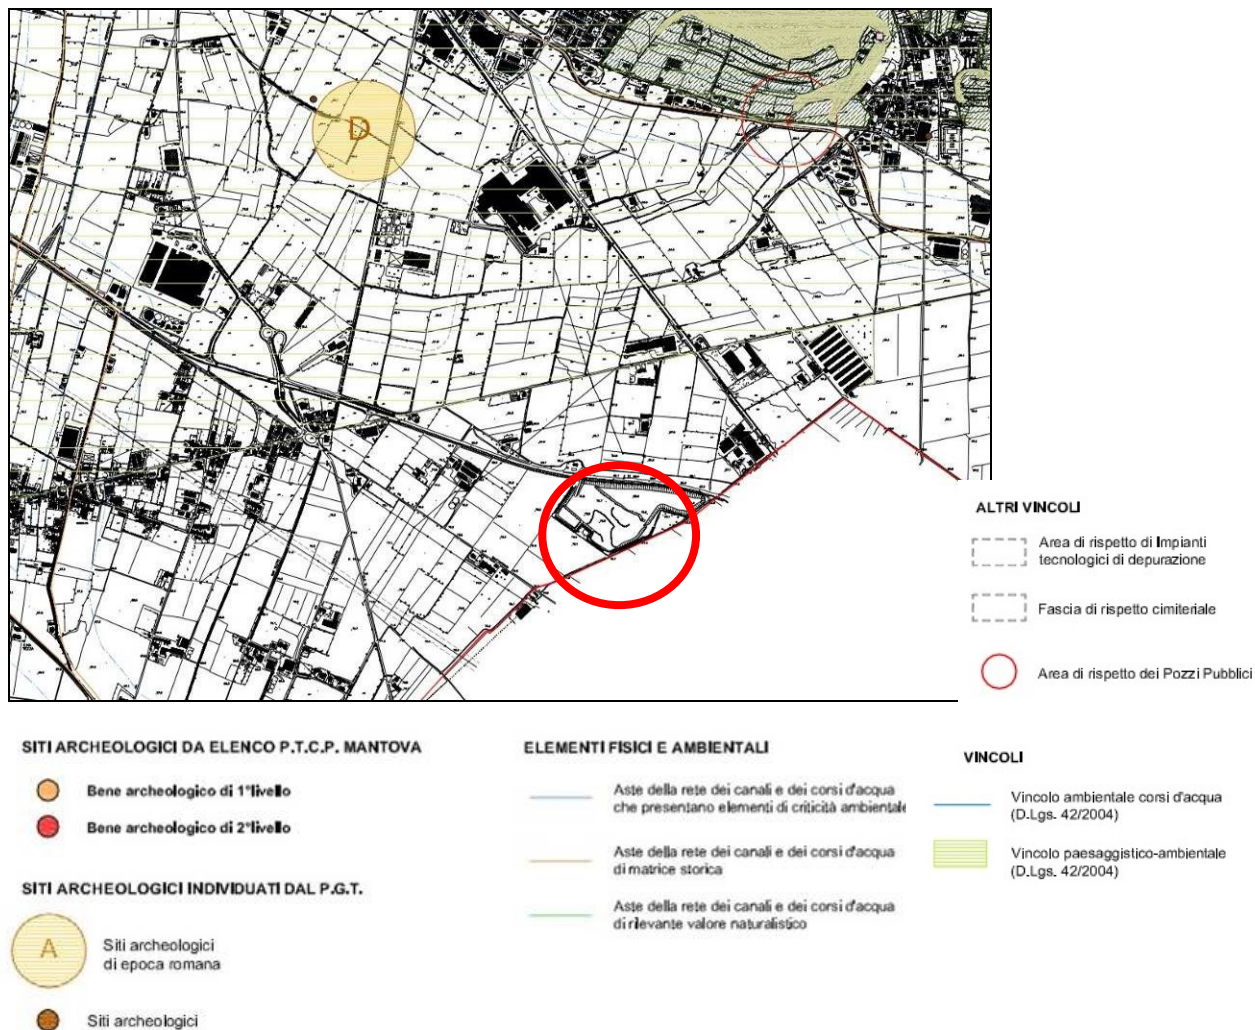 D
ALTRI VINCOLI
Area di rispetto di Impianti
tecnologici di depurazione
Fascia di rispetto cimiteriale
Area di rispetto dei Pozzi Pubblici
SITI ARCHEOLOGICI DA ELENCO P.T.C.P. MANTOVA
Bene archeologico di 1°livello
Bene archeologico di 2°livello
SITI ARCHEOLOGICI INDIVIDUATI DAL P.G.T.
A
Siti archeologici
di epoca romana
Siti archeologici
ELEMENTI FISICI E AMBIENTALI
Aste della rete dei canali e dei corsi d'acqua
che presentano elementi di criticità ambientale
Aste della rete dei canali e dei corsi d'acqua
di matrice storica
Aste della rete dei canali e dei corsi d'acqua
di rilevante valore naturalistico
VINCOLI
Vincolo ambientale corsi d'acqua
(D.Lgs. 42/2004)
Vincolo paesaggistico-ambientale
(D.Lgs. 42/2004)